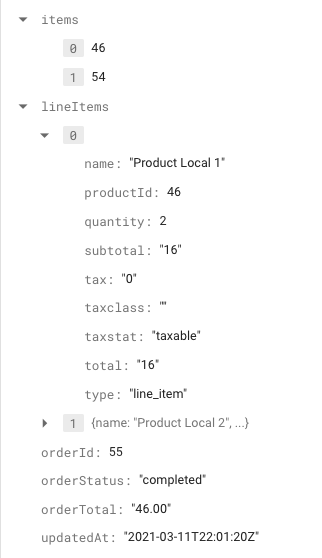 items
0 46
1 54
lineItems
0
name: "Product Local 1"
productId: 46
quantity: 2
subtotal: "16"
tax: "0"
taxclass: ""
taxstat: "taxable"
total: "16"
type: "line_item"
1 {name: "Product Local 2", ...}
orderId: 55
orderStatus: "completed"
orderTotal: "46.00"
updatedAt: "2021-03-11T22:01:20Z"